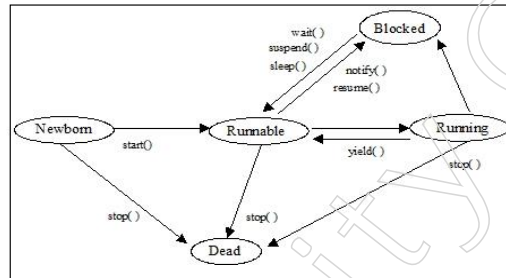 Blocked
wait( )
suspend( )
sleep( )
notify( )
resume( )
Newborn
start()
Runnable
yield( )
Running
stop( )
stop( )
stop( )
Dead